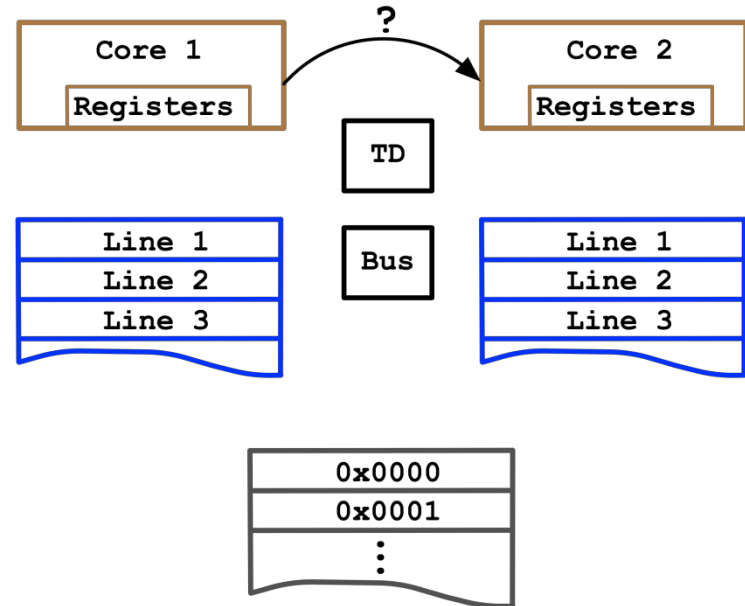 ?
Core 1
Core 2
Registers
Registers
TD
Line 1
Bus
Line 1
Line 2
Line 2
Line 3
Line 3
0x0000
0x0001
⋮